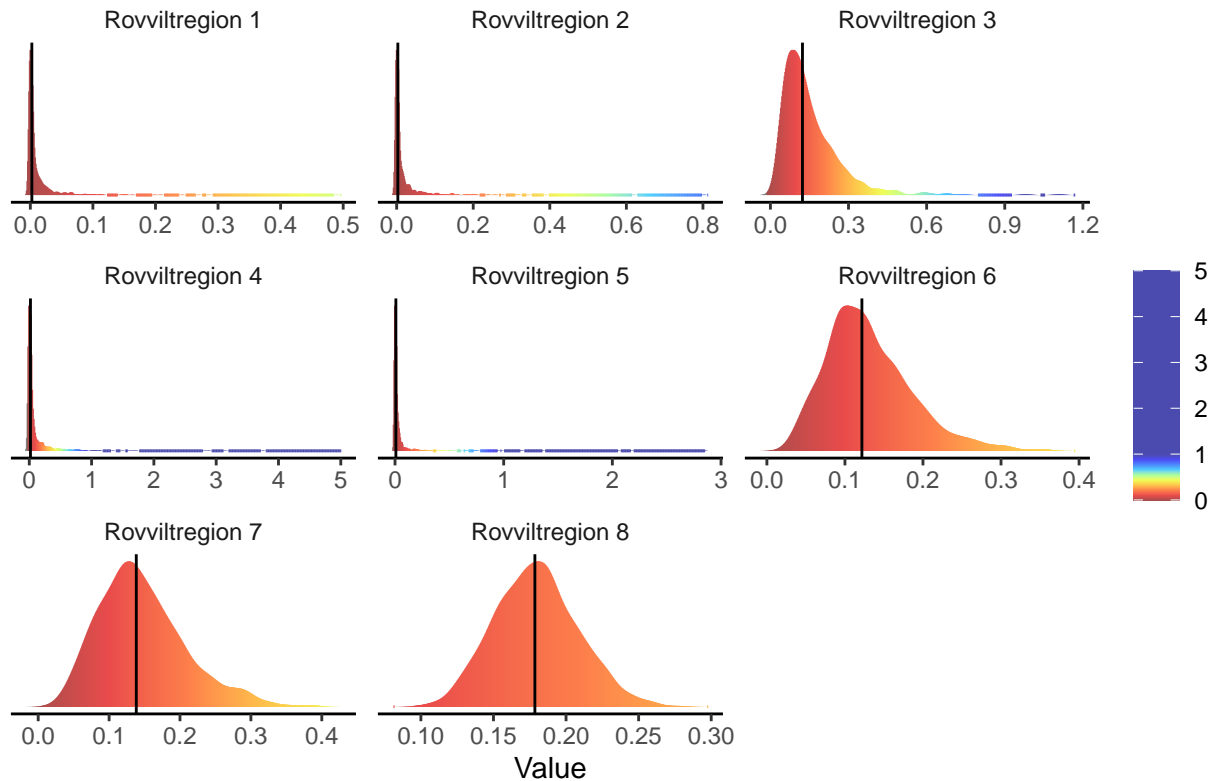 Rovviltregion 1
Rovviltregion 2
Rovviltregion 3
0.0 0.1 0.2 0.3 0.4 0.5
0.0 0.2 0.4 0.6 0.8
0.0 0.3 0.6 0.9 1.2
Rovviltregion 4
Rovviltregion 5
Rovviltregion 6
0 1 2 3 4 5
0 1 2 3
0.0 0.1 0.2 0.3 0.4
5
4
3
2
1
0
Rovviltregion 7
Rovviltregion 8
0.0 0.1 0.2 0.3 0.4
0.10 0.15 0.20 0.25 0.30
Value